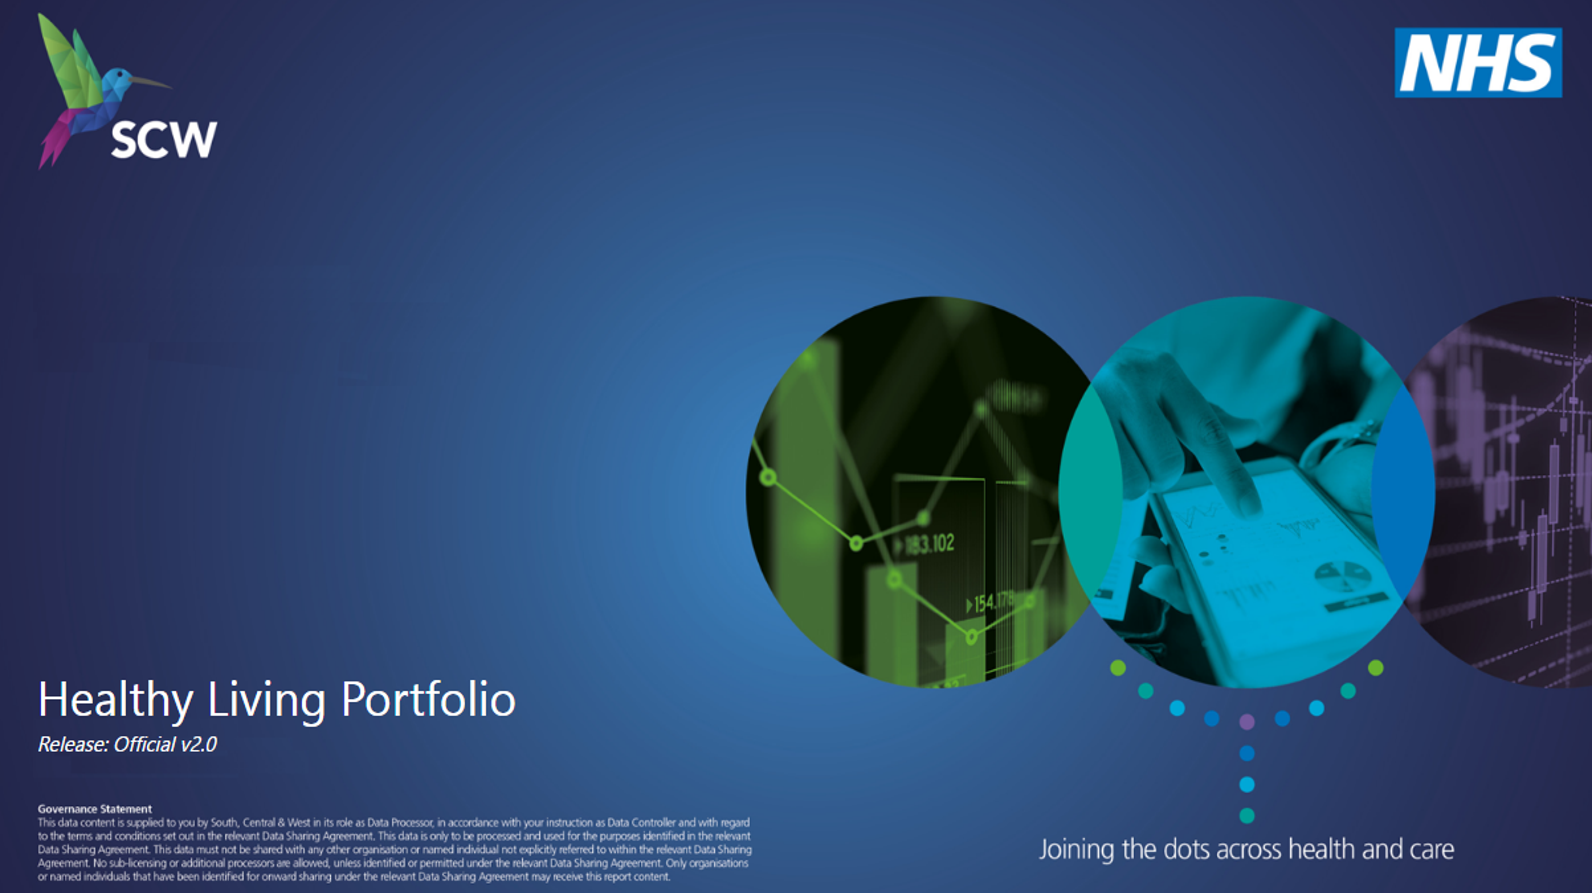 SCW
NHS
183.102
154.178
Healthy Living Portfolio
Release: Official v2.0
Governance Statement
This data content is supplied to you by South, Central & West in its role as Data Processor, in accordance with your instruction as Data Controller and with regard
to the terms and conditions set out in the relevant Data Sharing Agreement. This data is only to be processed and used for the purposes identified in the relevant
Data Sharing Agreement. This data must not be shared with any other organisation or named individual not explicitly referred to within the relevant Data Sharing
Agreement. No sub-licensing or additional processors are allowed, unless identified or permitted under the relevant Data Sharing Agreement. Only organisations
or named individuals that have been identified for onward sharing under the relevant Data Sharing Agreement may receive this report content.
Joining the dots across health and care